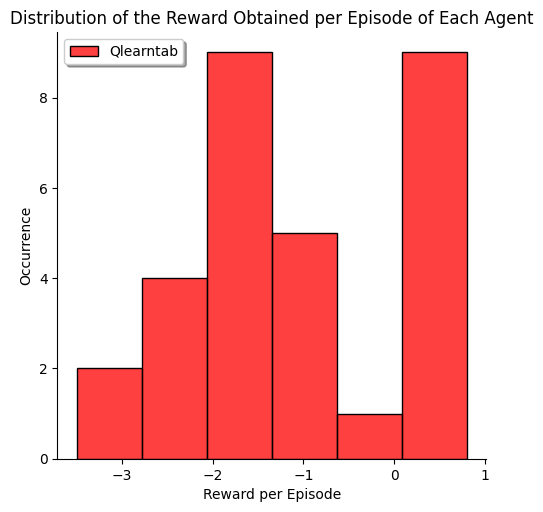 Distribution of the Reward Obtained per Episode of Each Agent
Qlearntab
8
6
4
2
0
Occurrence
−3 −2 −1 0 1
Reward per Episode